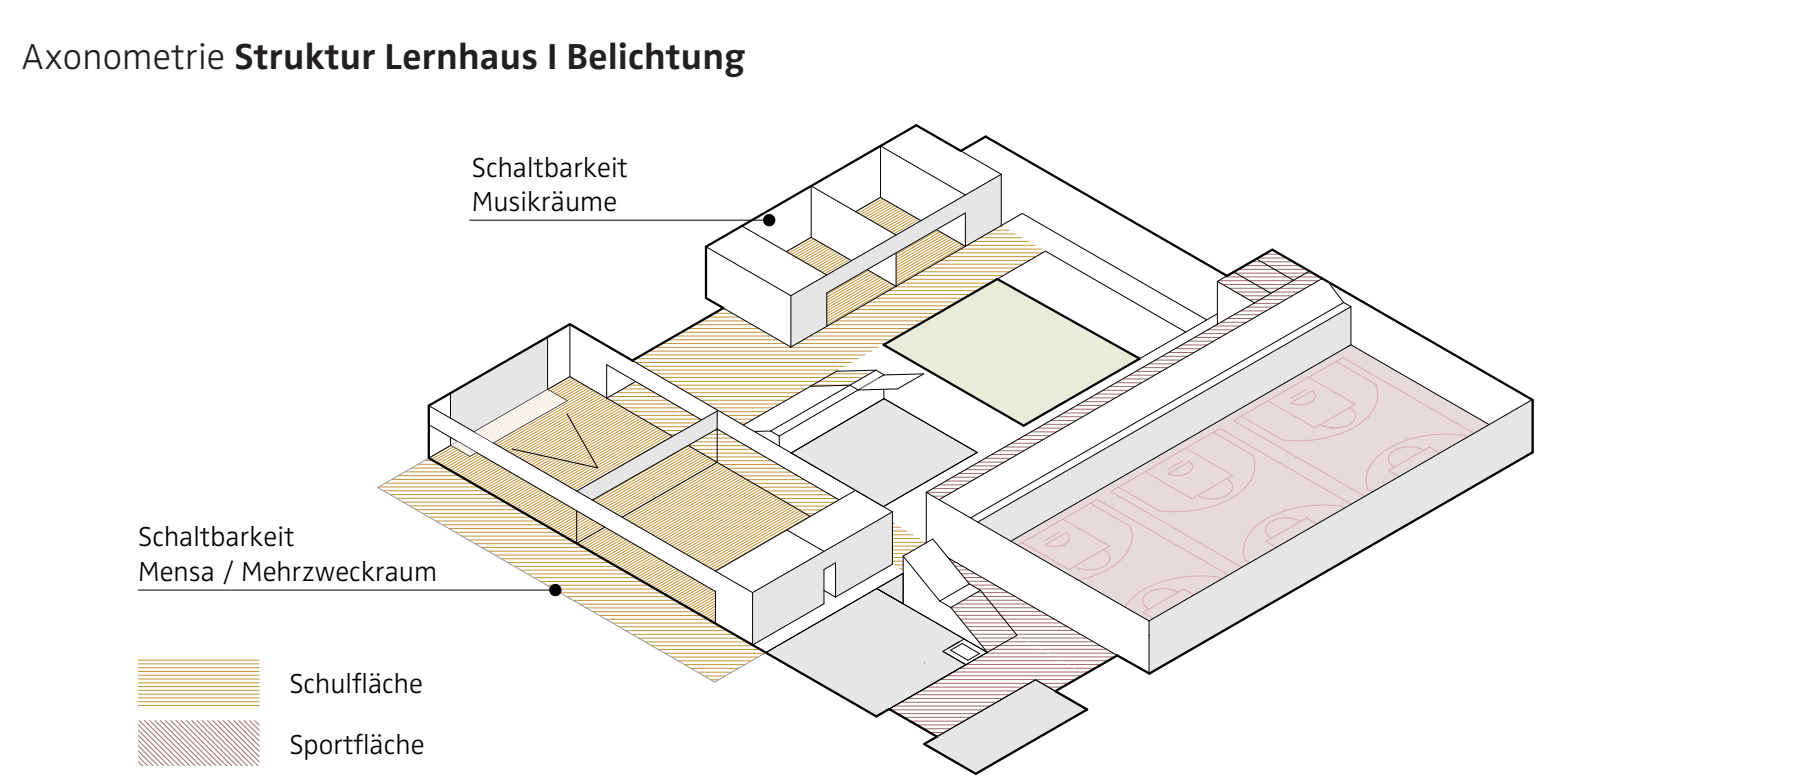 Axonometrie Struktur Lernhaus I Belichtung
Schaltbarkeit
Musikräume
Schaltbarkeit
Mensa / Mehrzweckraum
Schulfläche
Sportfläche